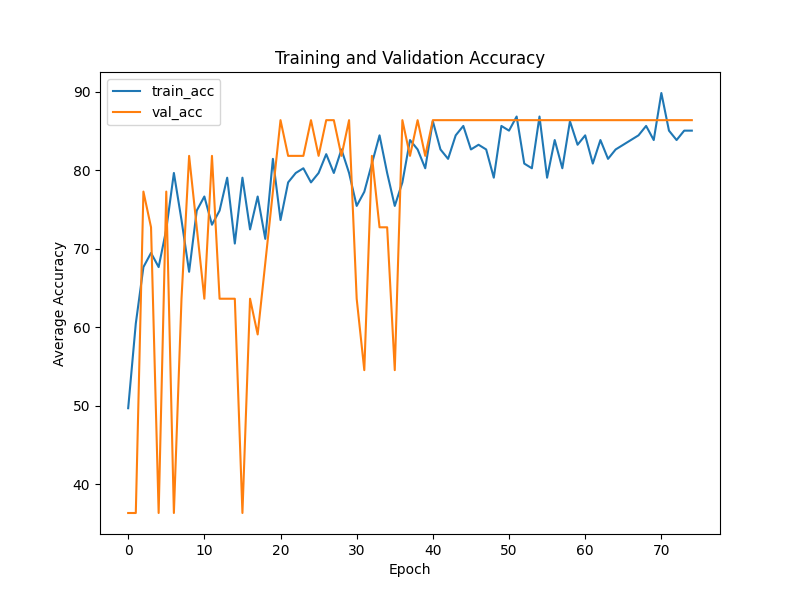 Training and Validation Accuracy
train_acc
val_acc
Average Accuracy
90
80
70
60
50
40
0 10 20 30 40 50 60 70
Epoch